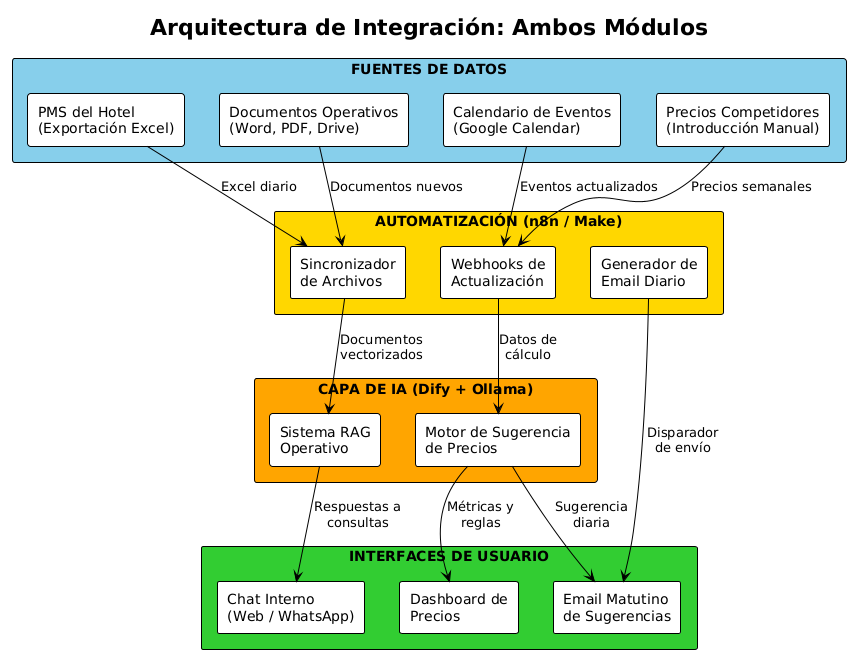 Arquitectura de Integración: Ambos Módulos
FUENTES DE DATOS
PMS del Hotel
(Exportación Excel)
Documentos Operativos
(Word, PDF, Drive)
Calendario de Eventos
(Google Calendar)
Precios Competidores
(Introducción Manual)
Excel diario
Documentos nuevos
Eventos actualizados
Precios semanales
AUTOMATIZACIÓN (n8n / Make)
Sincronizador
de Archivos
Webhooks de
Actualización
Generador de
Email Diario
Documentos
vectorizados
Datos de
cálculo
CAPA DE IA (Dify + Ollama)
Sistema RAG
Operativo
Motor de Sugerencia
de Precios
Disparador
de envío
Respuestas a
consultas
Métricas y
reglas
Sugerencia
diaria
INTERFACES DE USUARIO
Chat Interno
(Web / WhatsApp)
Dashboard de
Precios
Email Matutino
de Sugerencias